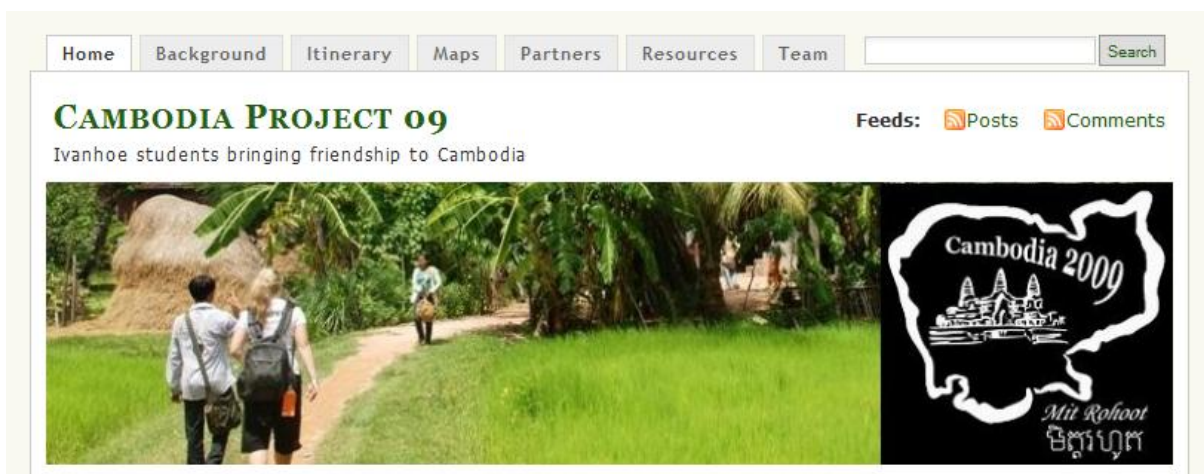 Home Background Itinerary Maps Partners Resources Team Search
CAMBODIA PROJECT 09
Feeds: Posts Comments
Ivanhoe students bringing friendship to Cambodia
Cambodia 2009
Mit Rohoot
មិត្តរហូត